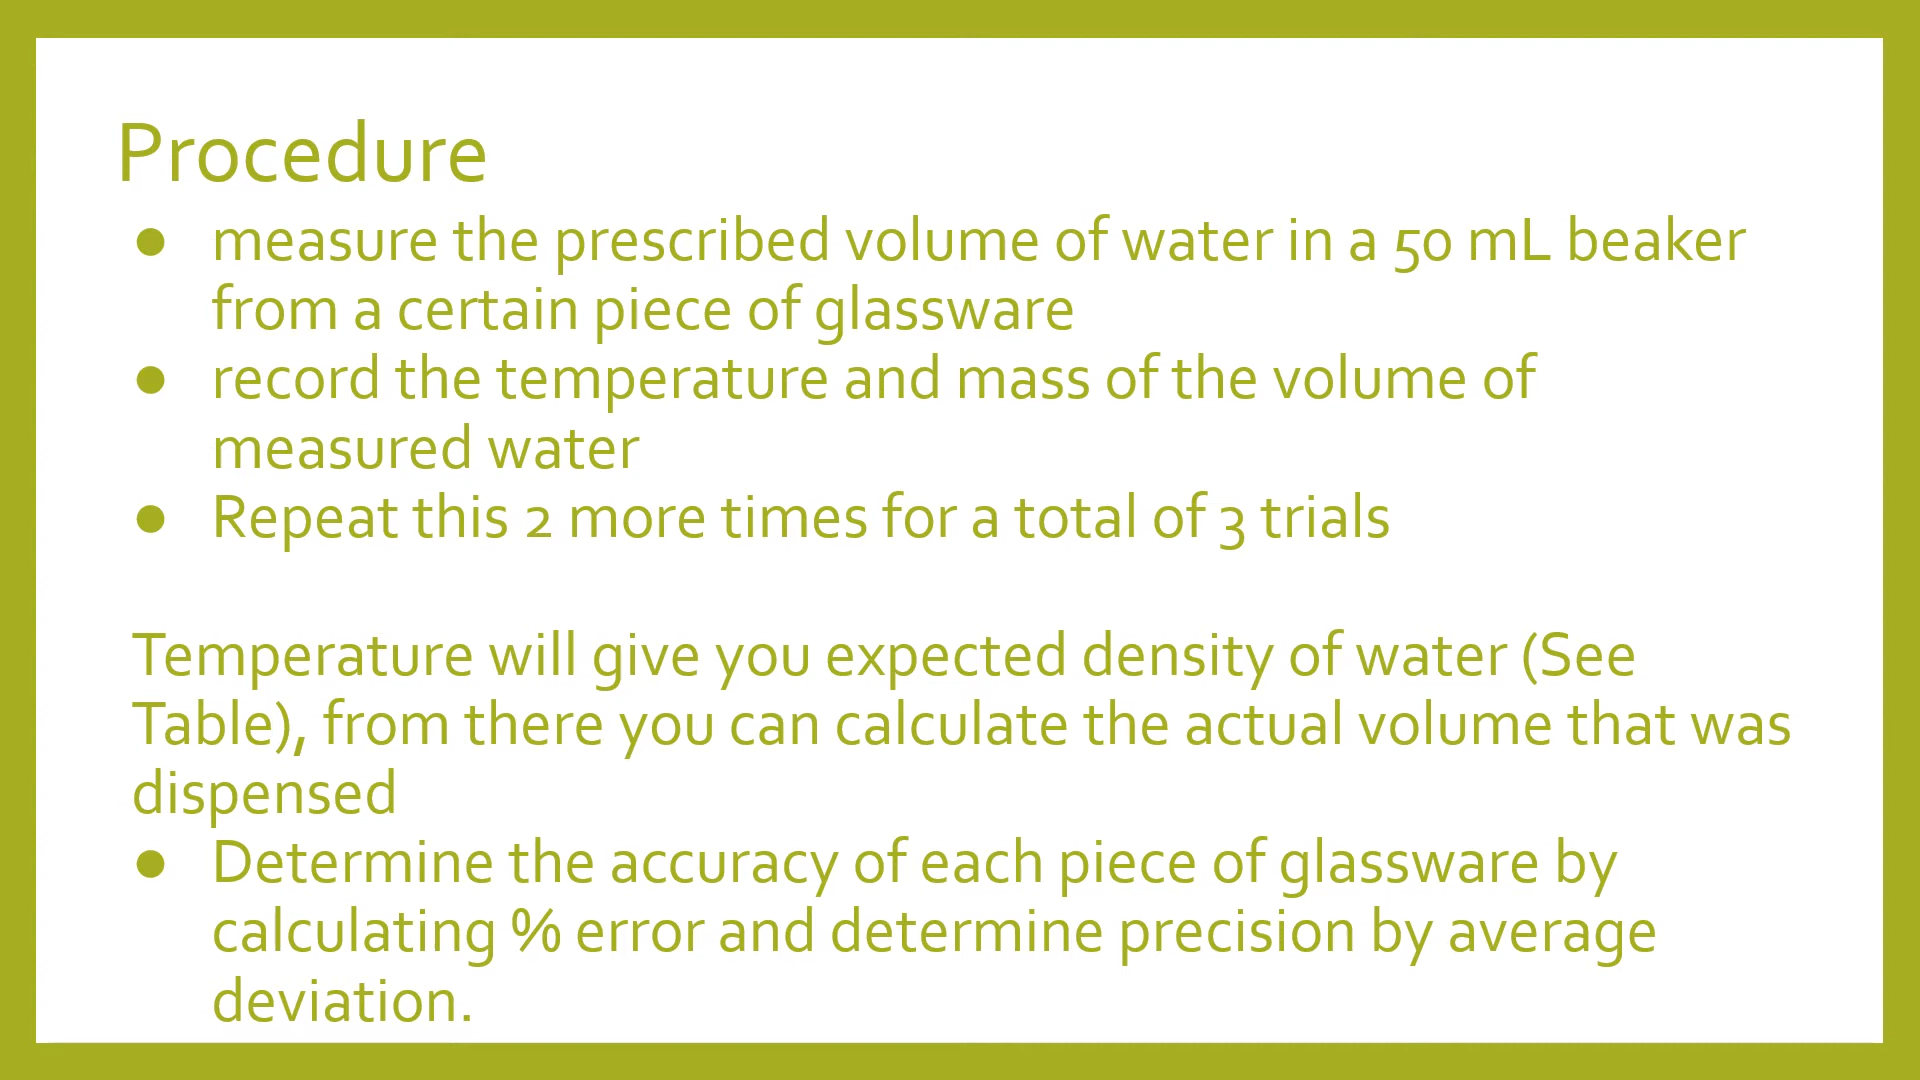 Procedure
● measure the prescribed volume of water in a 50 mL beaker
from a certain piece of glassware
● record the temperature and mass of the volume of
measured water
● Repeat this 2 more times for a total of 3 trials
Temperature will give you expected density of water (See
Table), from there you can calculate the actual volume that was
dispensed
● Determine the accuracy of each piece of glassware by
calculating % error and determine precision by average
deviation.